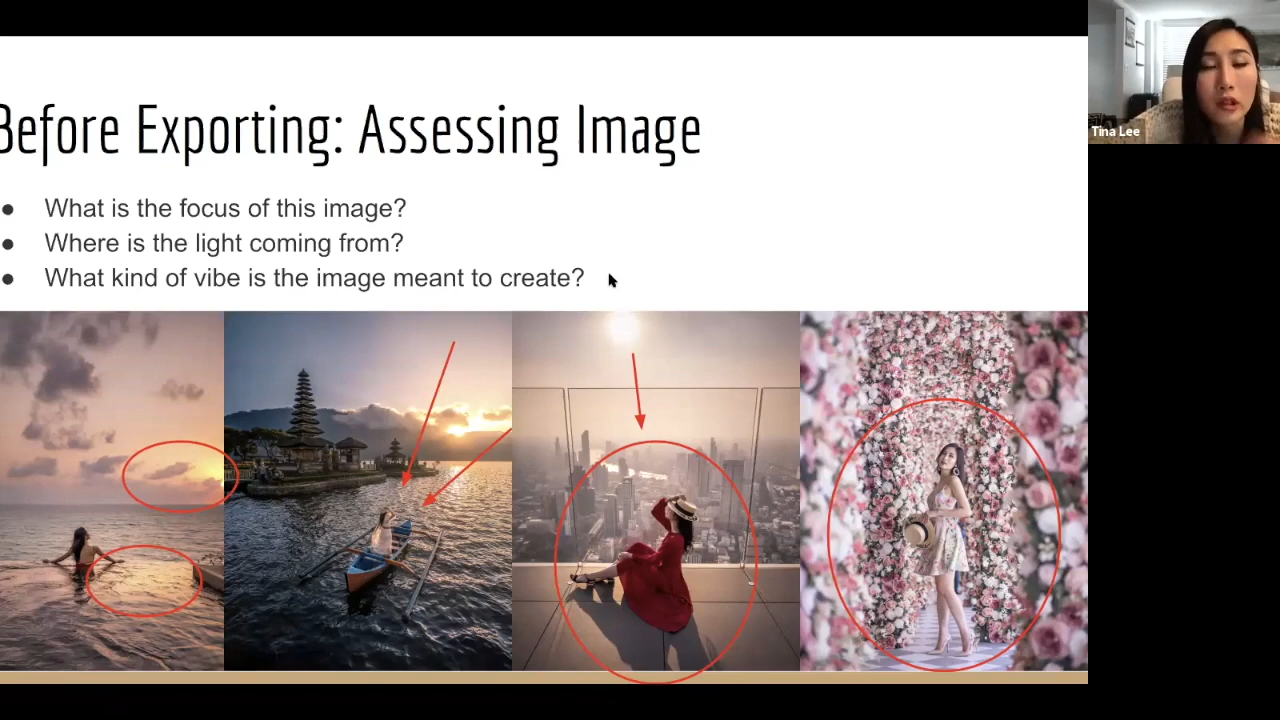 Before Exporting: Assessing Image
● What is the focus of this image?
● Where is the light coming from?
● What kind of vibe is the image meant to create?
Tina Lee